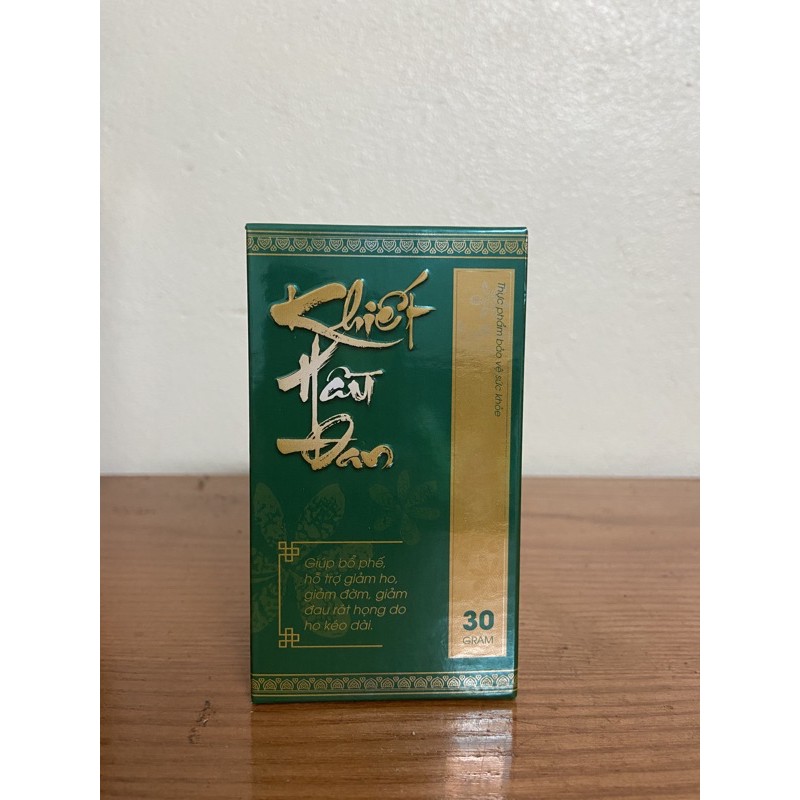 Khiết
Hầu
Đan
Thực phẩm bảo vệ sức khỏe
Giúp bổ phế,
hỗ trợ giảm ho,
giảm đờm, giảm
đau rát họng do
ho kéo dài.
30
GRAM